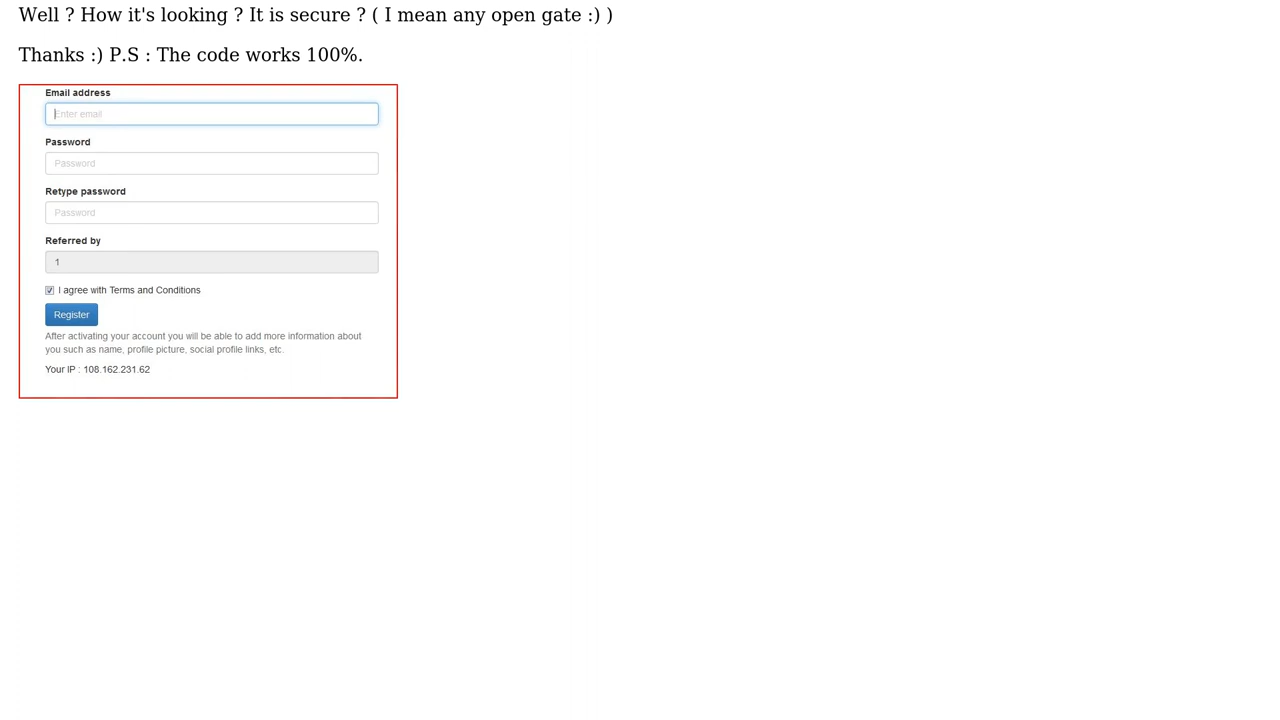 Well ? How it's looking ? It is secure ? ( I mean any open gate :) )
Thanks :) P.S : The code works 100%.
Email address
Enter email
Password
Password
Retype password
Password
Referred by
1
I agree with Terms and Conditions
Register
After activating your account you will be able to add more information about
you such as name, profile picture, social profile links, etc.
Your IP : 108.162.231.62